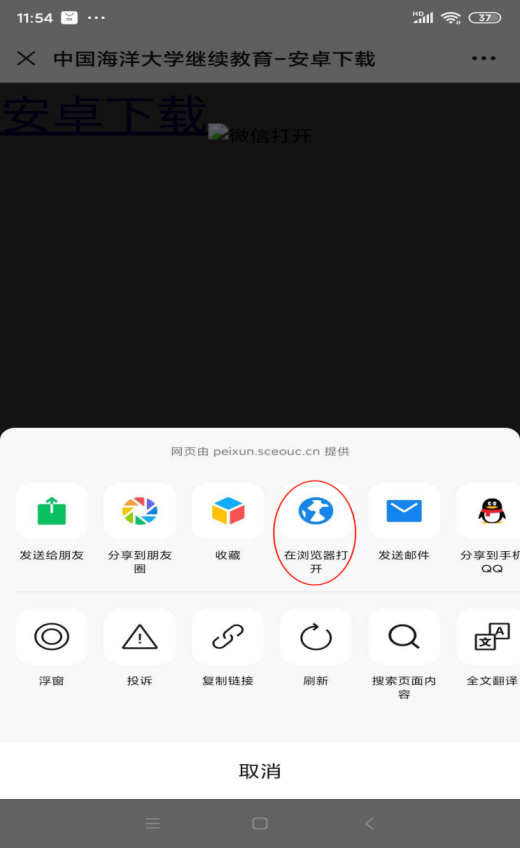 11:54
HD
37
中国海洋大学继续教育-安卓下载
安卓下载
微信打开
网页由 peixun.sceouc.cn 提供
发送给朋友
分享到朋友
圈
收藏
在浏览器打
开
发送邮件
分享到手机
QQ
浮窗
投诉
复制链接
刷新
搜索页面内
容
全文翻译
取消